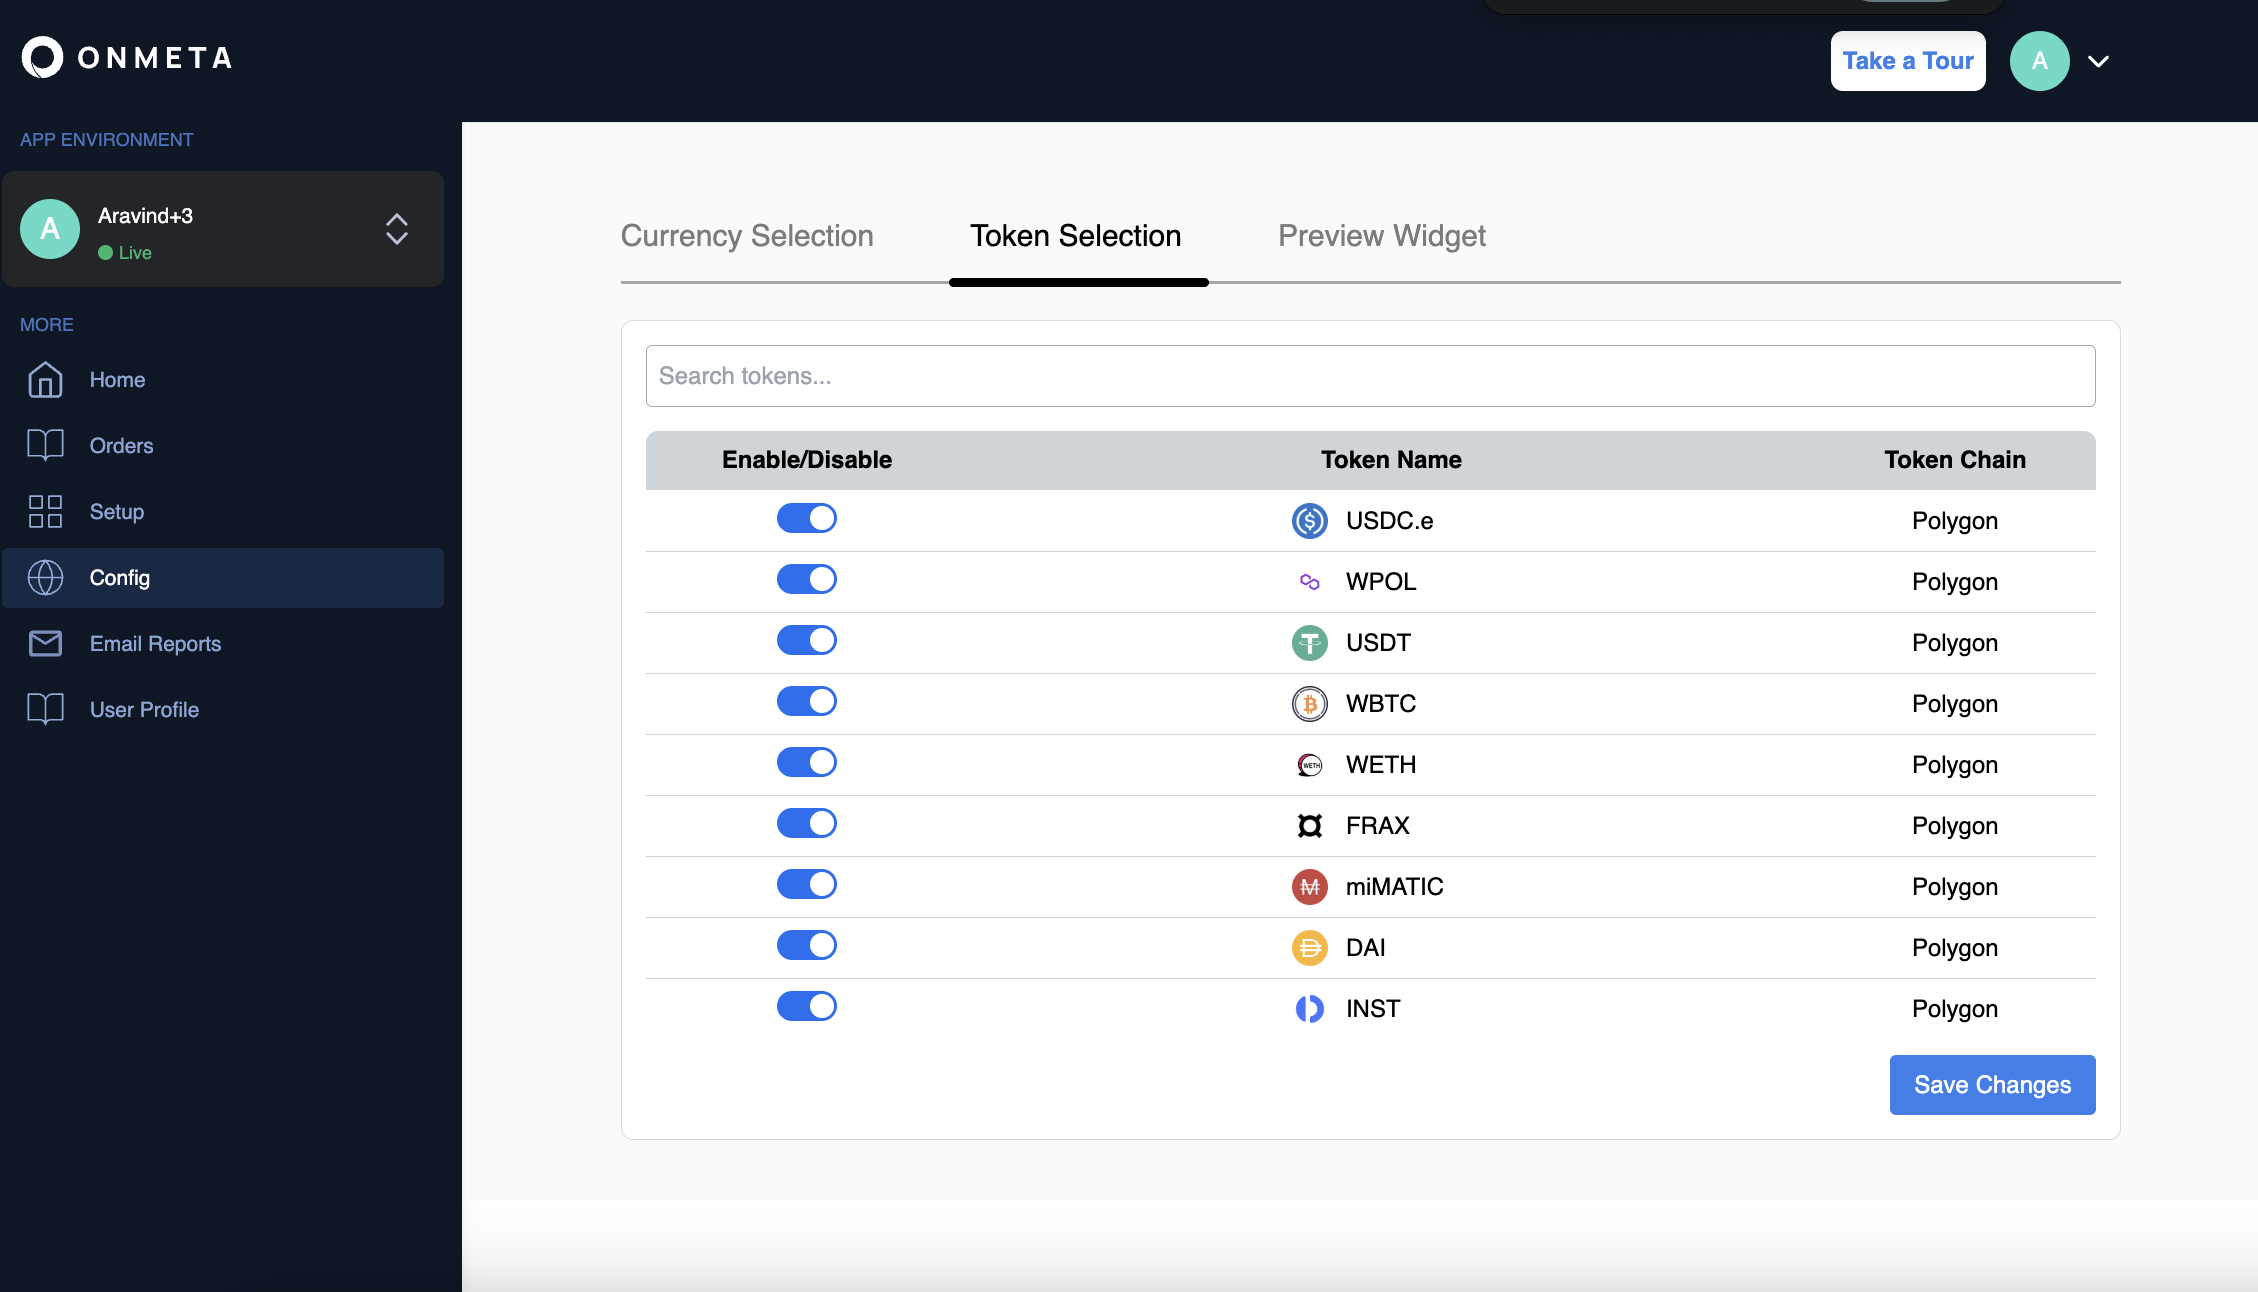 ONMETA
Take a Tour
A
APP ENVIRONMENT
A
Aravind+3
Live
MORE
Home
Orders
Setup
Config
Email Reports
User Profile
Currency Selection
Token Selection
Preview Widget
Search tokens...
Enable/Disable Token Name Token Chain
USDC.e Polygon
WPOL Polygon
USDT Polygon
WBTC Polygon
WETH WETH Polygon
FRAX Polygon
miMATIC Polygon
DAI Polygon
INST Polygon
Save Changes